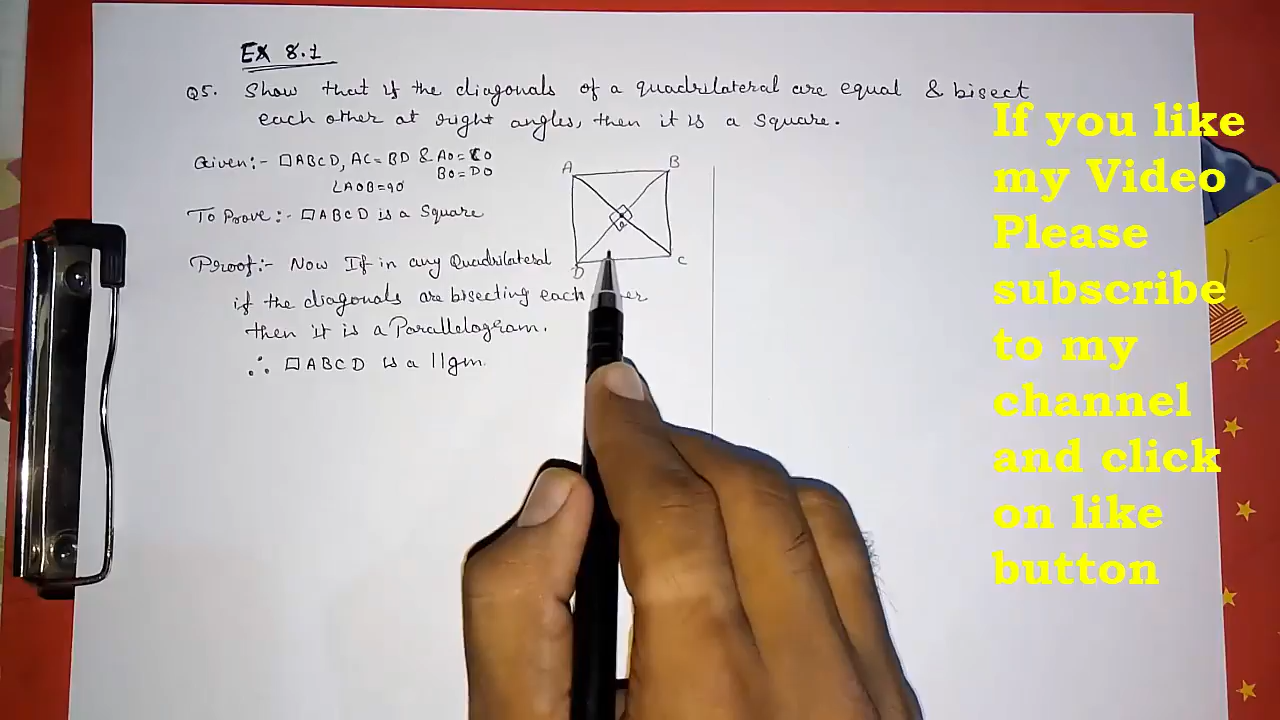 EX 8.1
Q5. Show that if the diagonals of a quadrilateral are equal & bisect
each other at right angles, then it is a square.
Given:- □ABCD, AC = BD & AO = CO
BO = DO
∠AOB = 90°
To Prove:- □ABCD is a Square
Proof:- Now If in any Quadrilateral
if the diagonals are bisecting each
then it is a Parallelogram.
∴ □ABCD is a ||gm.
A
B
D
C
If you like
my Video
Please
subscribe
to my
channel
and click
on like
button